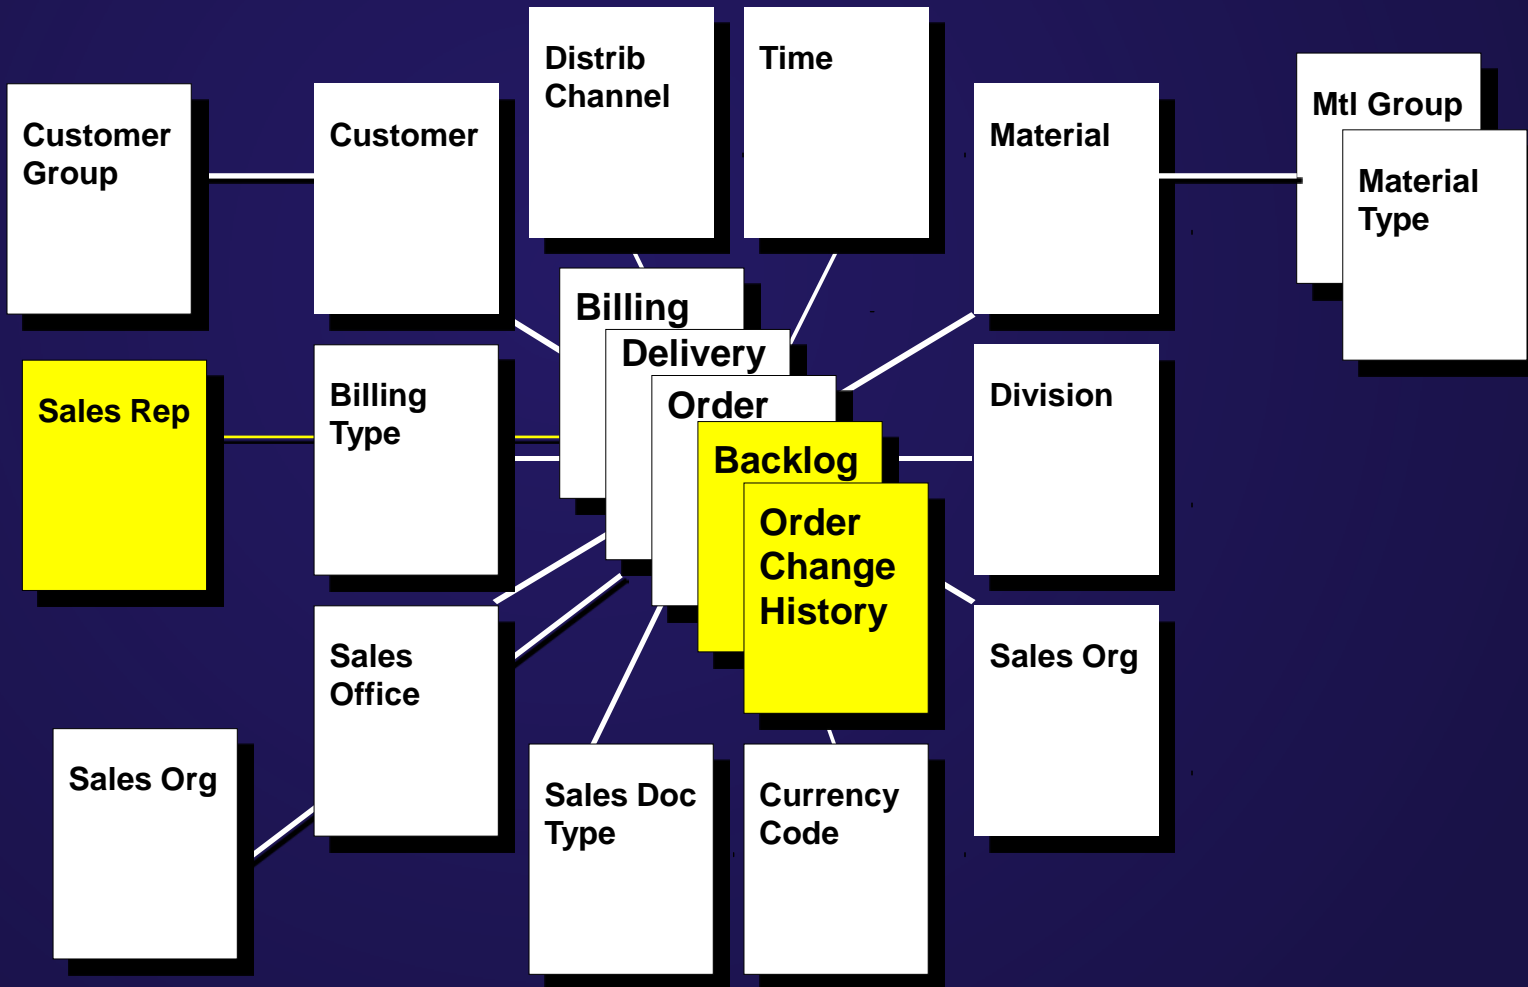 Distrib
Channel
Time
Customer
Group
Customer
Material
Mtl Group
Material
Type
Billing
Delivery
Order
Backlog
Order
Change
History
Sales Rep
Billing
Type
Division
Sales
Office
Sales Org
Sales Org
Sales Doc
Type
Currency
Code